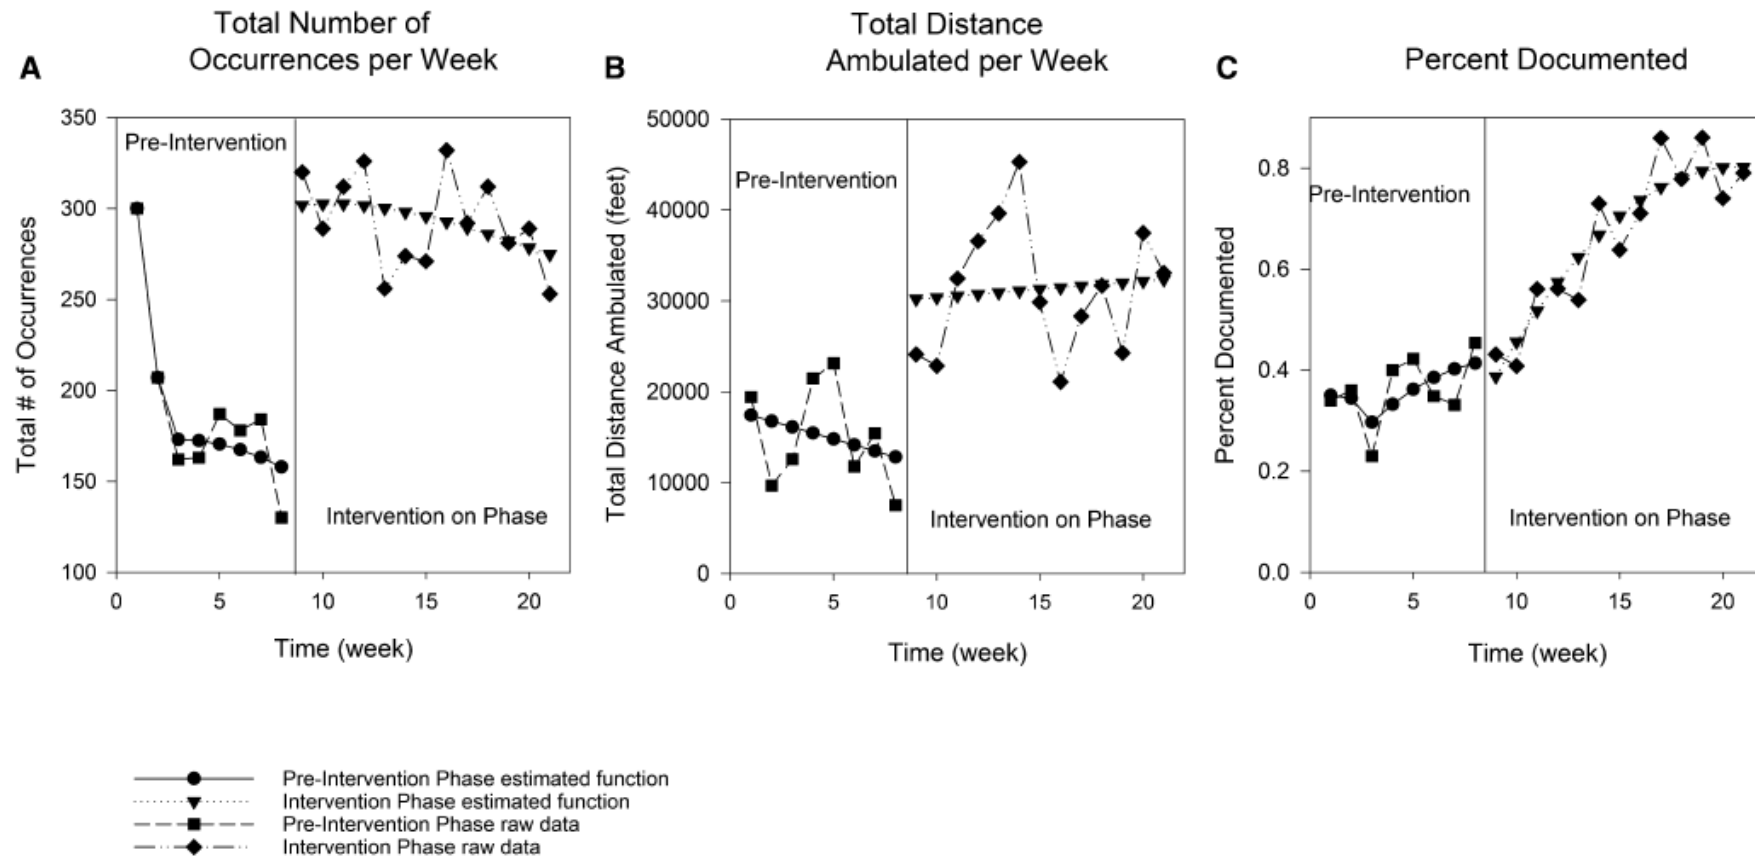 A
Total Number of
Occurrences per Week
Total # of Occurrences
350
300
250
200
150
100
Pre-Intervention
Intervention on Phase
0 5 10 15 20
Time (week)
B
Total Distance
Ambulated per Week
Total Distance Ambulated (feet)
50000
40000
30000
20000
10000
0
Pre-Intervention
Intervention on Phase
0 5 10 15 20
Time (week)
C
Percent Documented
Percent Documented
0.8
0.6
0.4
0.2
0.0
Pre-Intervention
Intervention on Phase
0 5 10 15 20
Time (week)
Pre-Intervention Phase estimated function
Intervention Phase estimated function
Pre-Intervention Phase raw data
Intervention Phase raw data